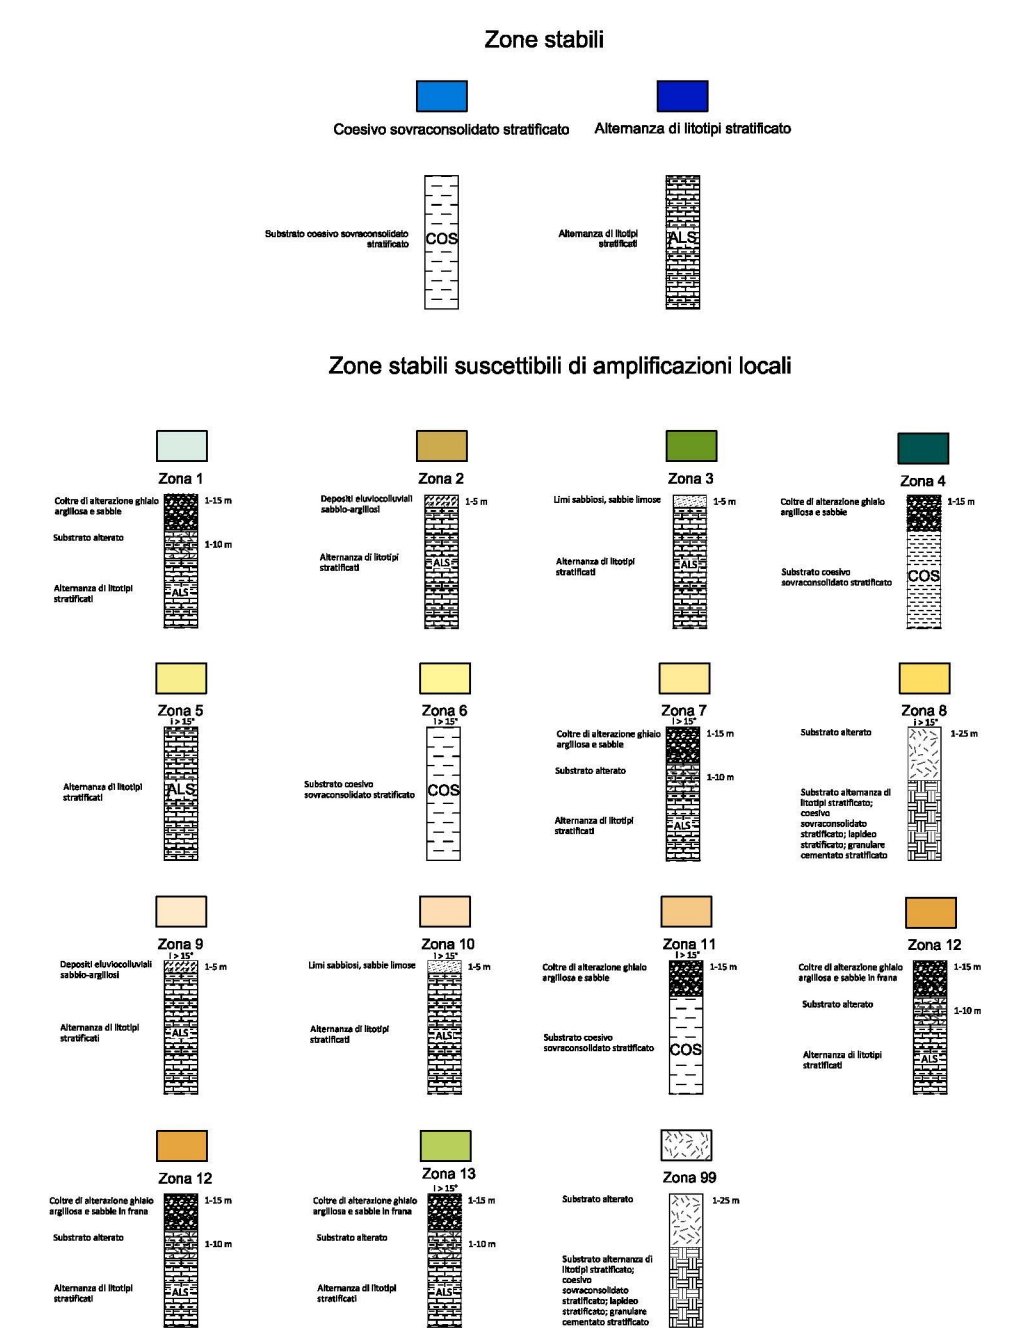 Zone stabili
Coesivo sovraconsolidato stratificato
Alternanza di litotipi stratificato
Substrato coesivo sovraconsolidato
stratificato
COS
Alternanza di litotipi
stratificati
ALS
Zone stabili suscettibili di amplificazioni locali
Zona 1
Coltre di alterazione ghiaio
argillosa e sabbie
1-15 m
Substrato alterato
1-10 m
Alternanza di litotipi
stratificati
ALS
Zona 2
Depositi eluviocolluviali
sabbio-argillosi
1-5 m
Alternanza di litotipi
stratificati
ALS
Zona 3
Limi sabbiosi, sabbie limose
1-5 m
Alternanza di litotipi
stratificati
ALS
Zona 4
Coltre di alterazione ghiaio
argillosa e sabbie
1-15 m
Substrato coesivo
sovraconsolidato stratificato
COS
Zona 5
i > 15°
Alternanza di litotipi
stratificati
ALS
Zona 6
i > 15°
Substrato coesivo
sovraconsolidato stratificato
COS
Zona 7
i > 15°
Coltre di alterazione ghiaio
argillosa e sabbie
1-15 m
Substrato alterato
1-10 m
Alternanza di litotipi
stratificati
ALS
Zona 8
i > 15°
Substrato alterato
1-25 m
Substrato alternanza di
litotipi stratificato;
coesivo
sovraconsolidato
stratificato; lapideo
stratificato; granulare
cementato stratificato
Zona 9
i > 15°
Depositi eluviocolluviali
sabbio-argillosi
1-5 m
Alternanza di litotipi
stratificati
ALS
Zona 10
i > 15°
Limi sabbiosi, sabbie limose
1-5 m
Alternanza di litotipi
stratificati
ALS
Zona 11
i > 15°
Coltre di alterazione ghiaio
argillosa e sabbie
1-15 m
Substrato coesivo
sovraconsolidato stratificato
COS
Zona 12
i > 15°
Coltre di alterazione ghiaio
argillosa e sabbie in frana
1-15 m
Substrato alterato
1-10 m
Alternanza di litotipi
stratificati
ALS
Zona 12
Coltre di alterazione ghiaio
argillosa e sabbie in frana
1-15 m
Substrato alterato
1-10 m
Alternanza di litotipi
stratificati
ALS
Zona 13
i > 15°
Coltre di alterazione ghiaio
argillosa e sabbie in frana
1-15 m
Substrato alterato
1-10 m
Alternanza di litotipi
stratificati
ALS
Zona 99
Substrato alterato
1-25 m
Substrato alternanza di
litotipi stratificato;
coesivo
sovraconsolidato
stratificato; lapideo
stratificato; granulare
cementato stratificato